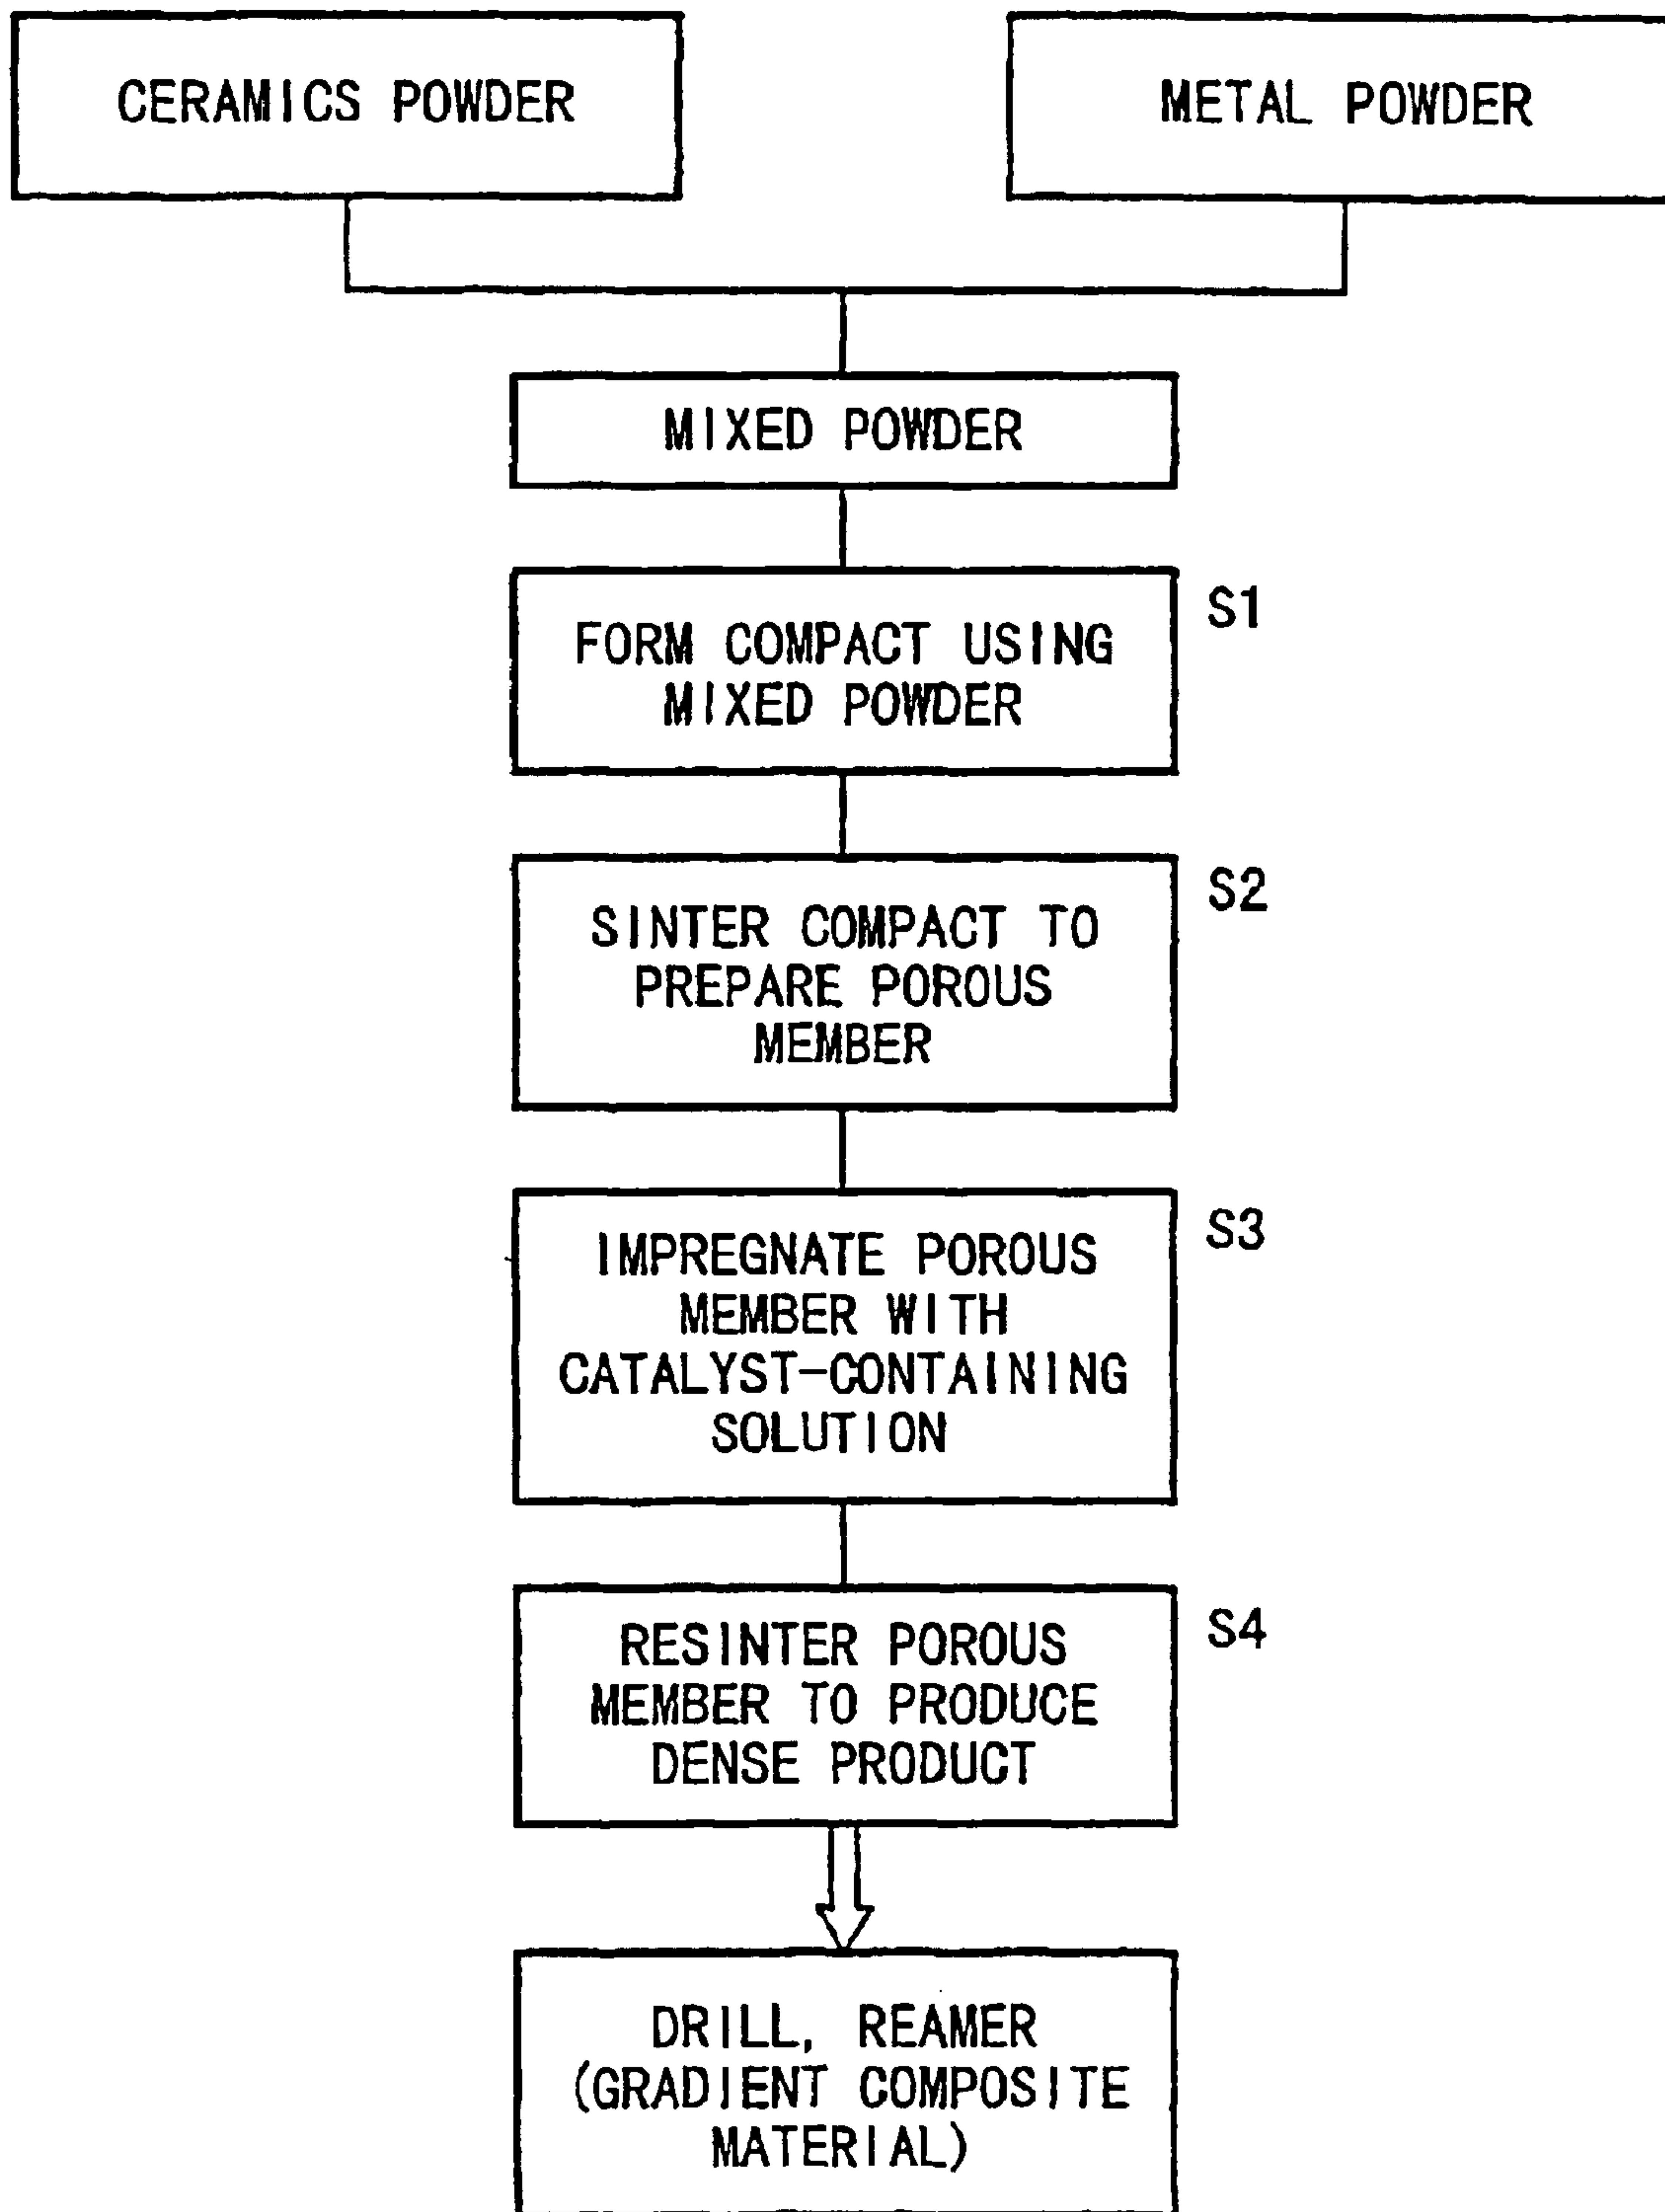 CERAMICS POWDER
METAL POWDER
MIXED POWDER
S1
FORM COMPACT USING
MIXED POWDER
S2
SINTER COMPACT TO
PREPARE POROUS
MEMBER
S3
IMPREGNATE POROUS
MEMBER WITH
CATALYST-CONTAINING
SOLUTION
S4
RESINTER POROUS
MEMBER TO PRODUCE
DENSE PRODUCT
DRILL, REAMER
(GRADIENT COMPOSITE
MATERIAL)